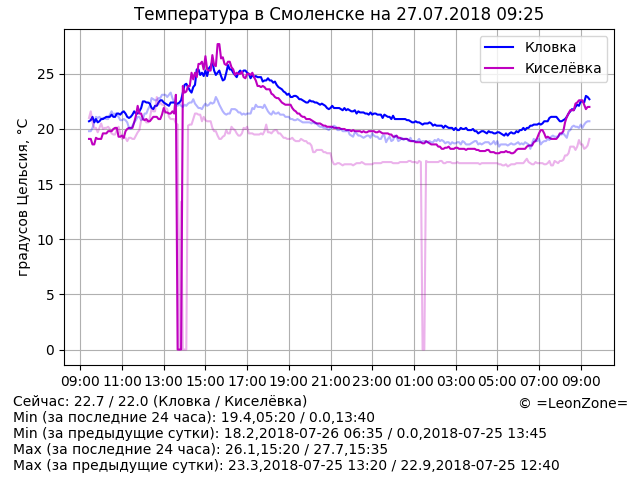 Температура в Смоленске на 27.07.2018 09:25
Кловка
Киселёвка
градусов Цельсия, °C
25
20
15
10
5
0
09:00 11:00 13:00 15:00 17:00 19:00 21:00 23:00 01:00 03:00 05:00 07:00 09:00
Сейчас: 22.7 / 22.0 (Кловка / Киселёвка)
© =LeonZone=
Min (за последние 24 часа): 19.4,05:20 / 0.0,13:40
Min (за предыдущие сутки): 18.2,2018-07-26 06:35 / 0.0,2018-07-25 13:45
Max (за последние 24 часа): 26.1,15:20 / 27.7,15:35
Max (за предыдущие сутки): 23.3,2018-07-25 13:20 / 22.9,2018-07-25 12:40